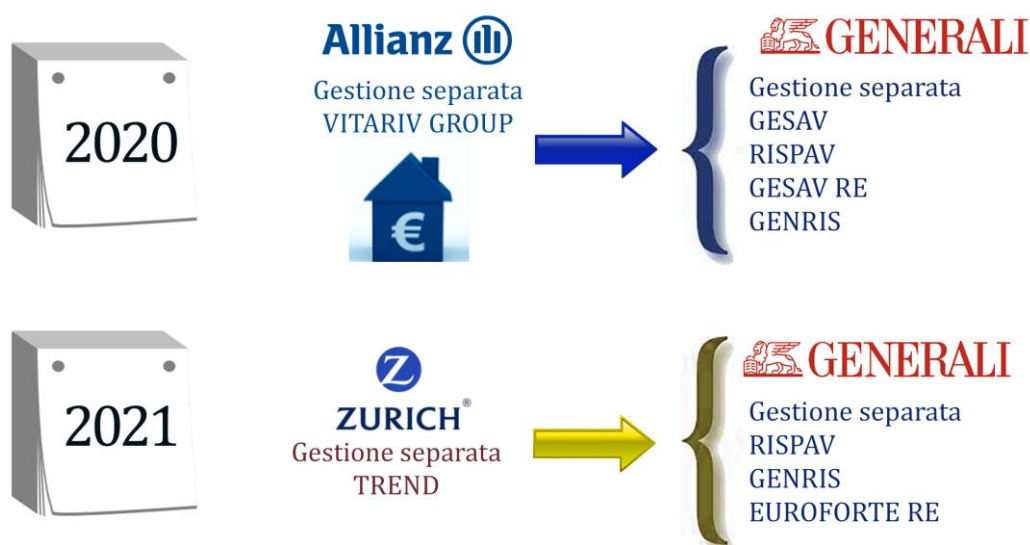 2020
Allianz
Gestione separata
VITARIV GROUP
€
GENERALI
Gestione separata
GESAV
RISPAV
GESAV RE
GENRIS
2021
Z
ZURICH®
Gestione separata
TREND
GENERALI
Gestione separata
RISPAV
GENRIS
EUROFORTE RE